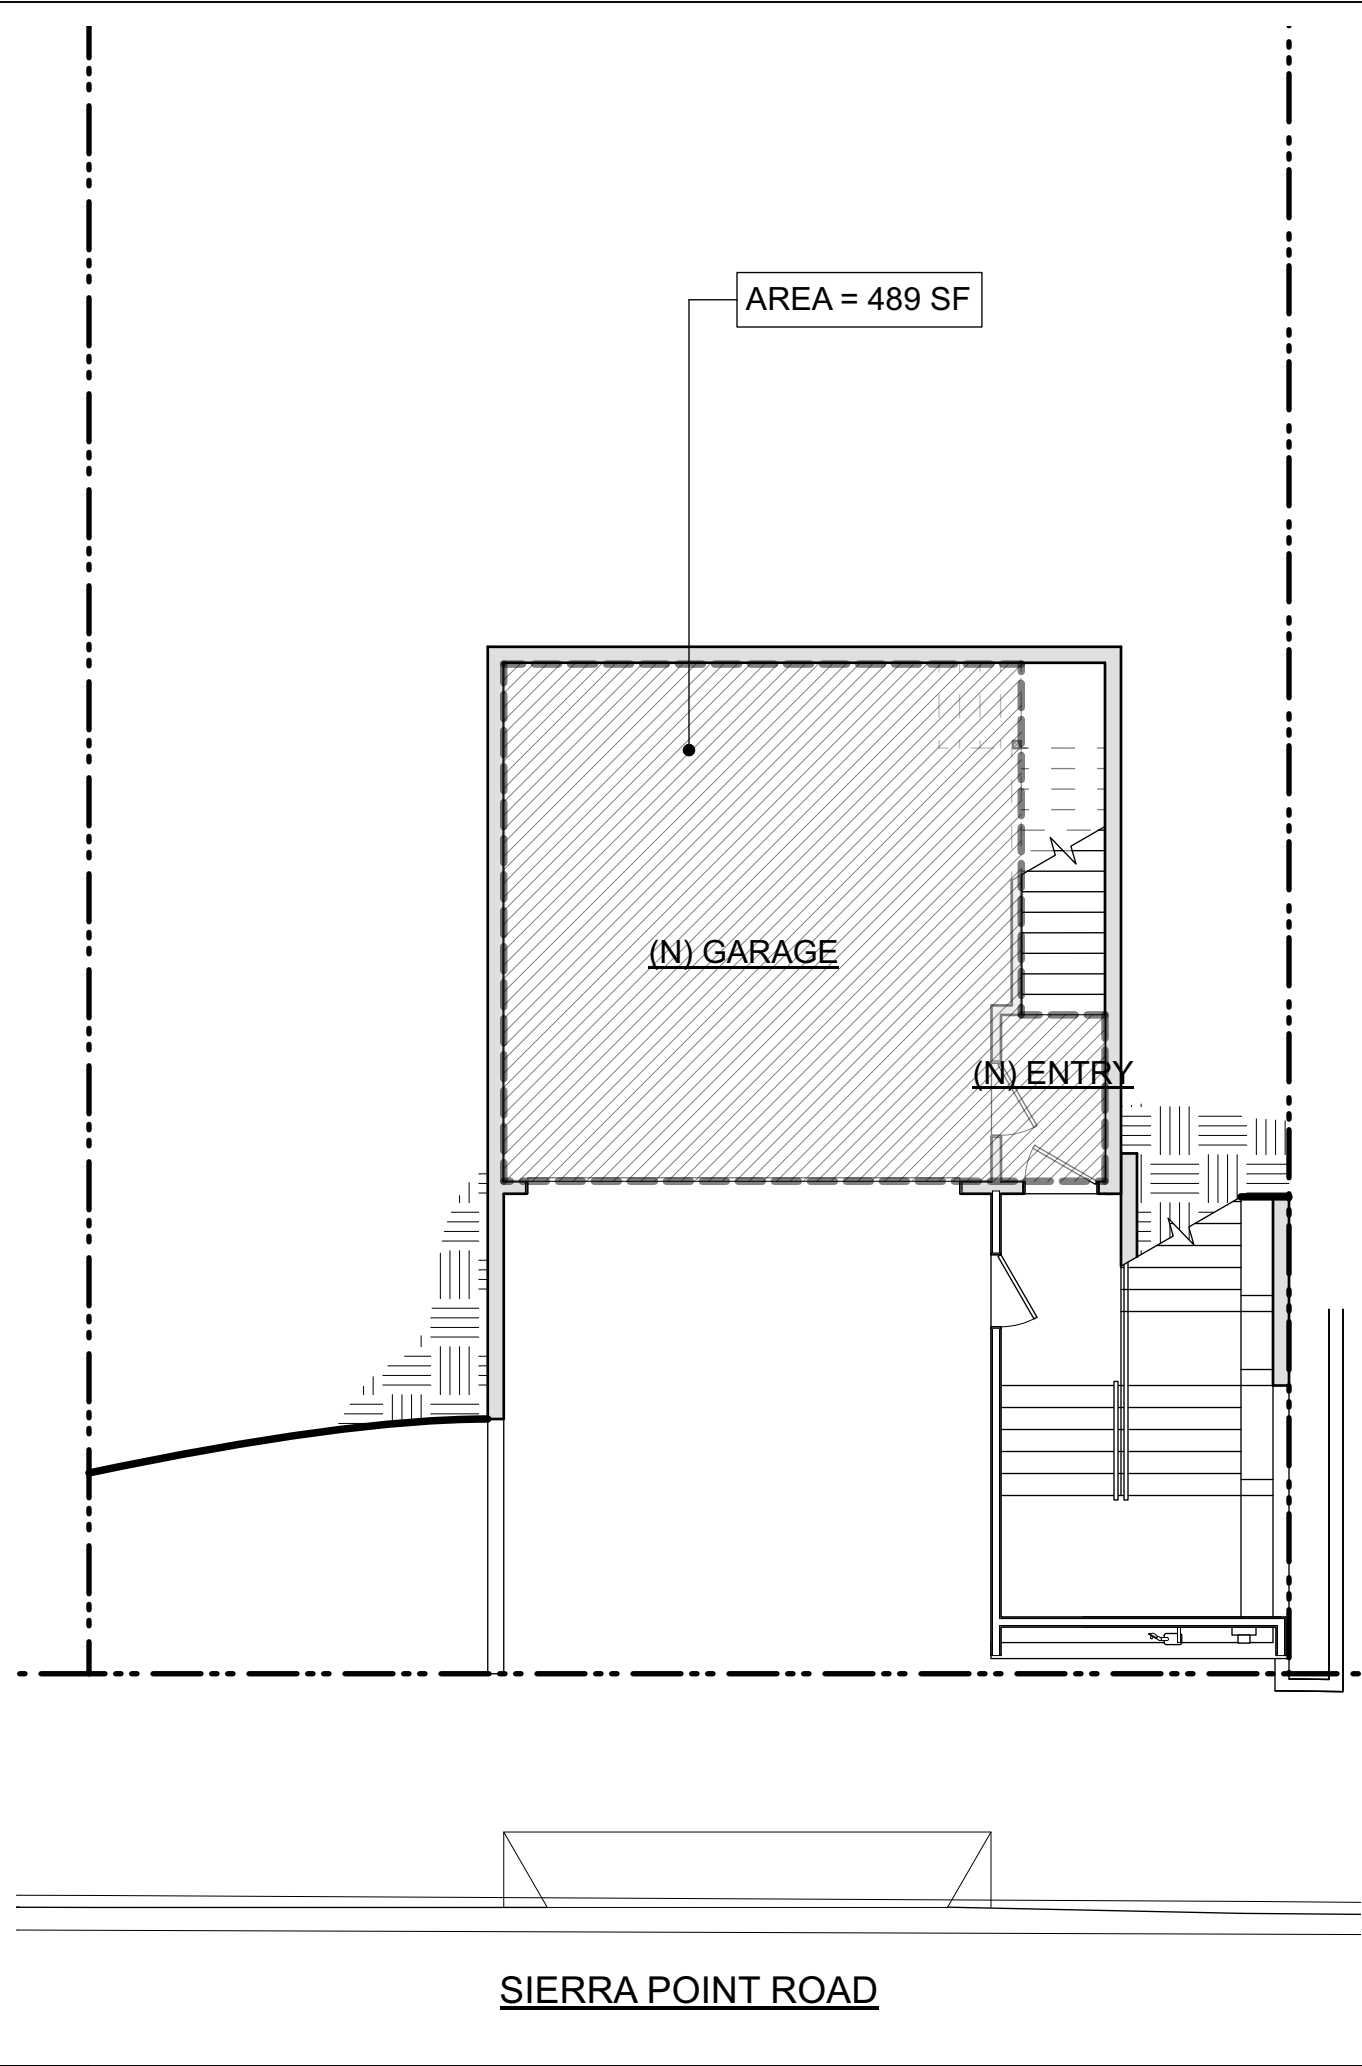 AREA = 489 SF
(N) GARAGE
(N) ENTRY
SIERRA POINT ROAD